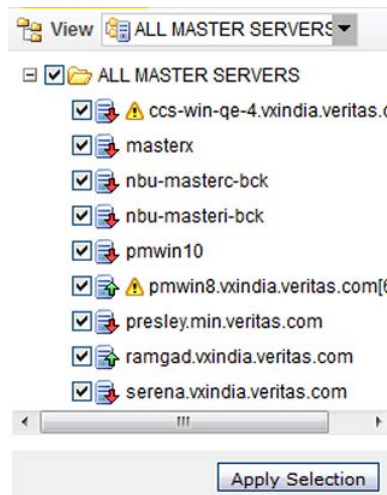 View ALL MASTER SERVERS
ALL MASTER SERVERS
ccs-win-qe-4.vxindia.veritas.c
masterx
nbu-masterc-bck
nbu-masteri-bck
pmwin10
pmwin8.vxindia.veritas.com[6
presley.min.veritas.com
ramgad.vxindia.veritas.com
serena.vxindia.veritas.com
Apply Selection